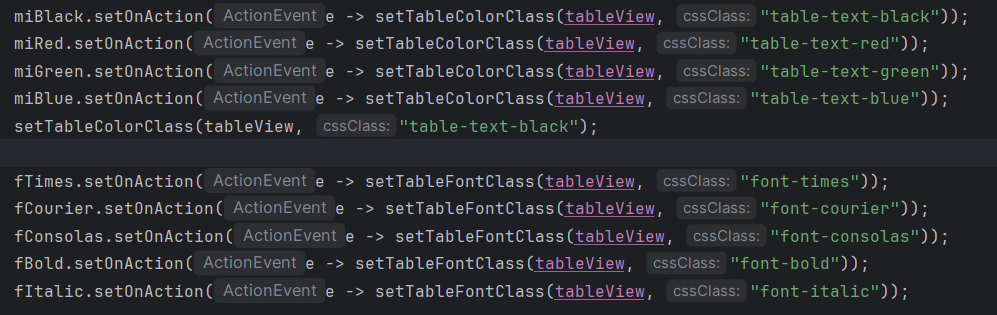 miBlack.setOnAction( ActionEvent e -> setTableColorClass(tableView, cssClass: "table-text-black"));
miRed.setOnAction( ActionEvent e -> setTableColorClass(tableView, cssClass: "table-text-red"));
miGreen.setOnAction( ActionEvent e -> setTableColorClass(tableView, cssClass: "table-text-green"));
miBlue.setOnAction( ActionEvent e -> setTableColorClass(tableView, cssClass: "table-text-blue"));
setTableColorClass(tableView, cssClass: "table-text-black");
fTimes.setOnAction( ActionEvent e -> setTableFontClass(tableView, cssClass: "font-times"));
fCourier.setOnAction( ActionEvent e -> setTableFontClass(tableView, cssClass: "font-courier"));
fConsolas.setOnAction( ActionEvent e -> setTableFontClass(tableView, cssClass: "font-consolas"));
fBold.setOnAction( ActionEvent e -> setTableFontClass(tableView, cssClass: "font-bold"));
fItalic.setOnAction( ActionEvent e -> setTableFontClass(tableView, cssClass: "font-italic"));